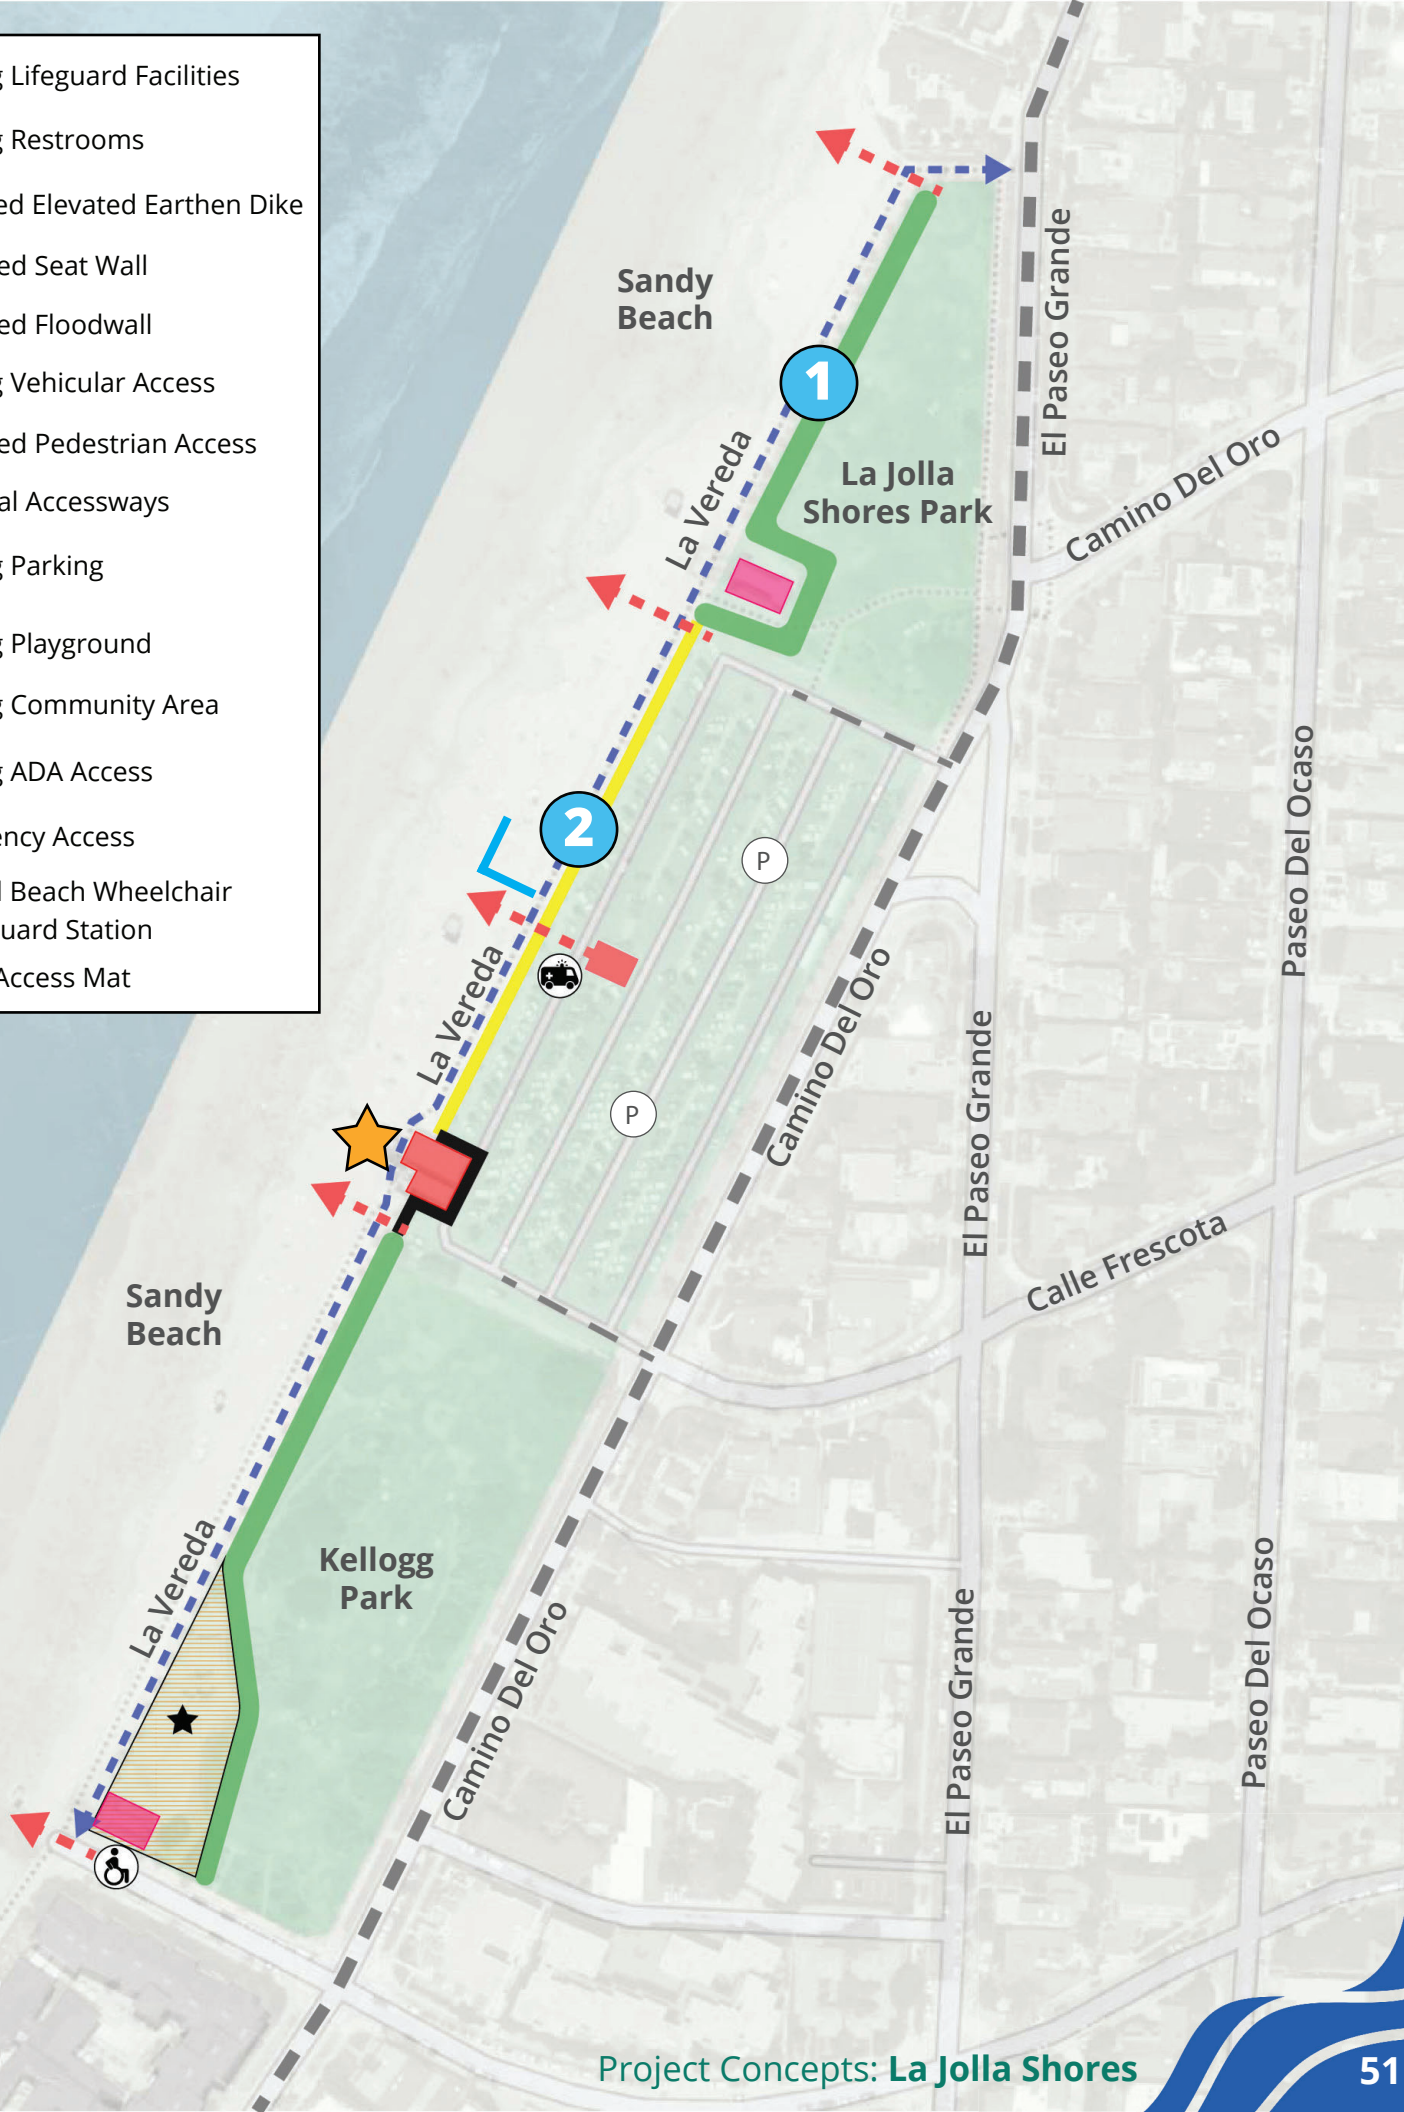 g Lifeguard Facilities
g Restrooms
ed Elevated Earthen Dike
ed Seat Wall
ed Floodwall
g Vehicular Access
ed Pedestrian Access
al Accessways
g Parking
g Playground
g Community Area
g ADA Access
ency Access
l Beach Wheelchair
uard Station
Access Mat
Sandy
Beach
1
La Vereda
La Jolla
Shores Park
El Paseo Grande
Camino Del Oro
2
P
La Vereda
P
Camino Del Oro
El Paseo Grande
Paseo Del Ocaso
Calle Frescota
Sandy
Beach
La Vereda
Kellogg
Park
Camino Del Oro
El Paseo Grande
Paseo Del Ocaso
Project Concepts: La Jolla Shores
51